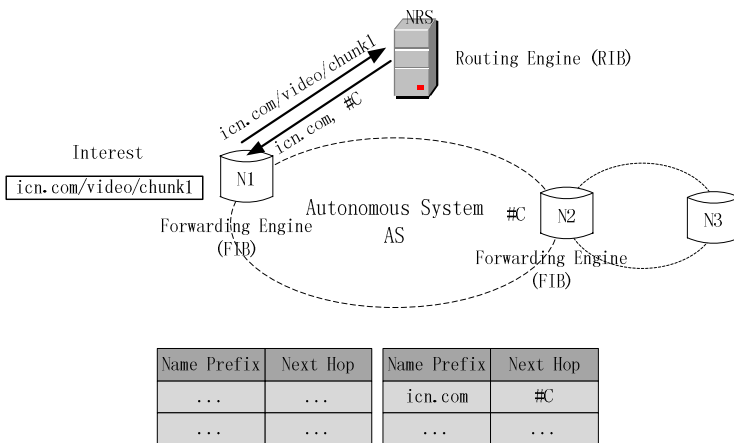 NRS
Routing Engine (RIB)
icn.com/video/chunk1
icn.com, #C
Interest
icn.com/video/chunk1
N1
Forwarding Engine
(FIB)
Autonomous System
AS
#C
N2
Forwarding Engine
(FIB)
N3
Name Prefix Next Hop Name Prefix Next Hop
... ... icn.com #C
... ... ... ...